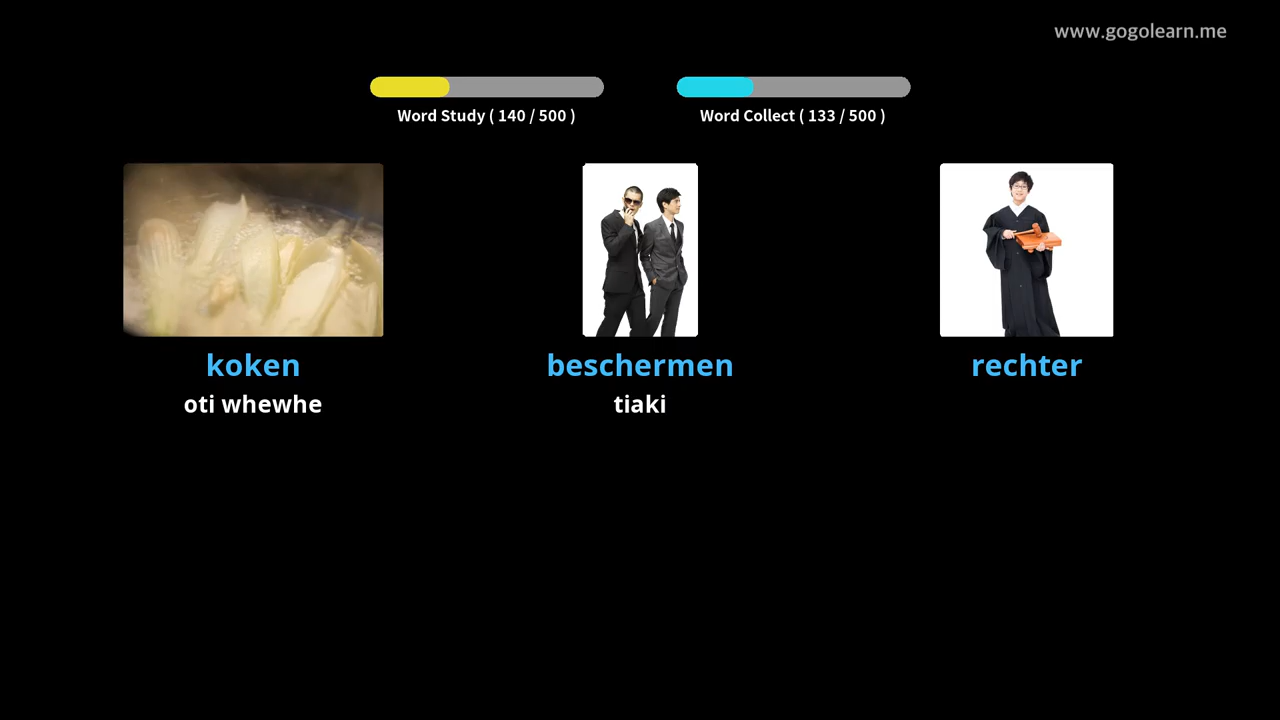 www.gogolearn.me
Word Study ( 140 / 500 )
Word Collect ( 133 / 500 )
koken
oti whewhe
beschermen
tiaki
rechter